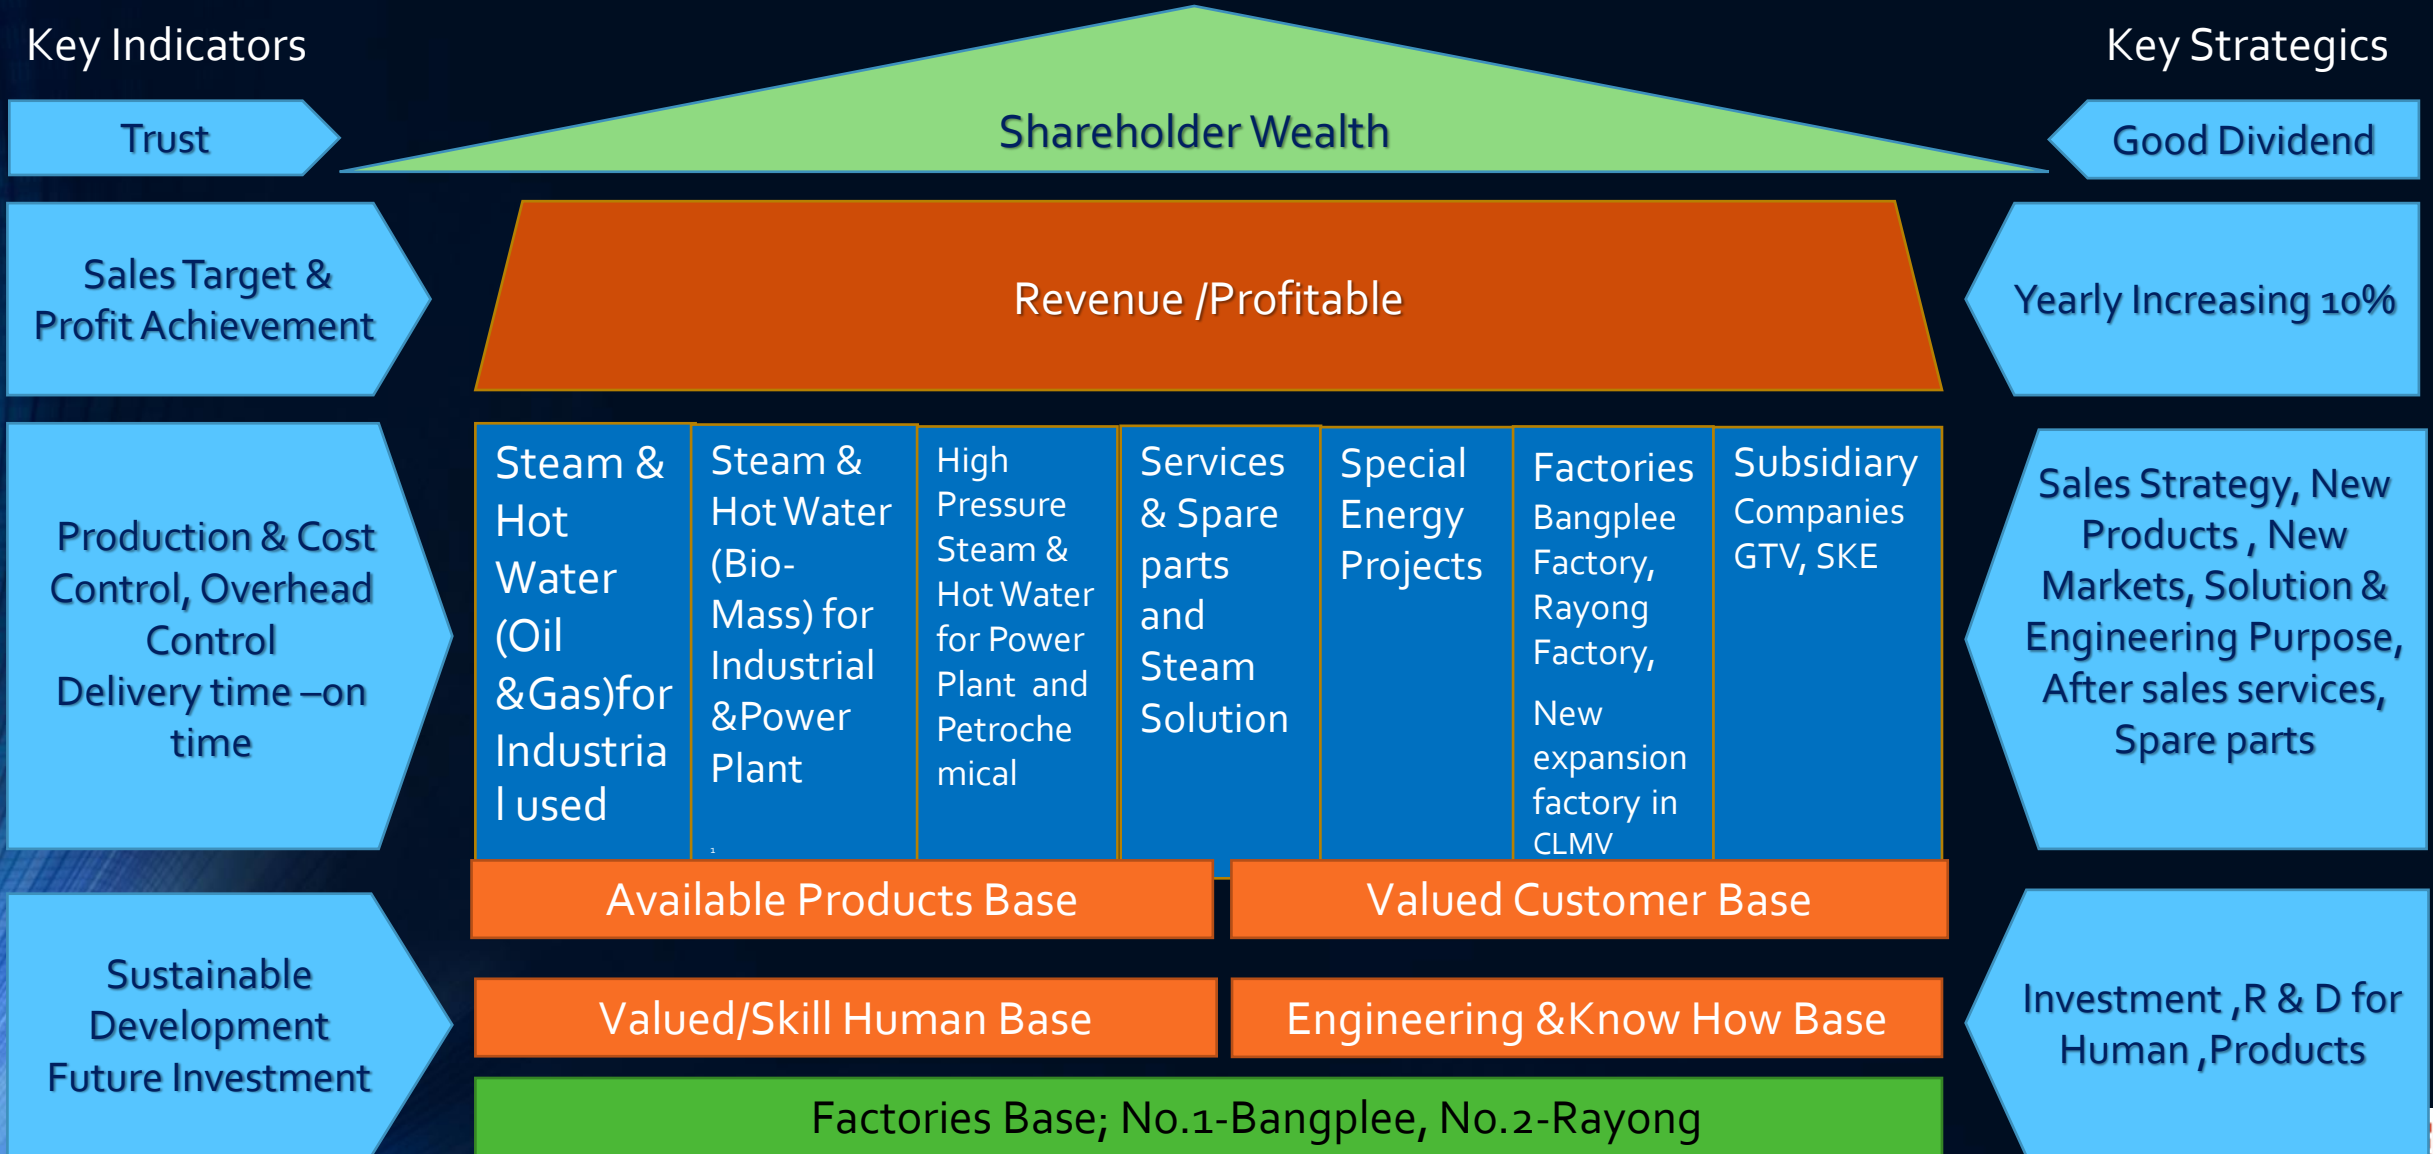 Key Indicators
Key Strategics
Trust
Shareholder Wealth
Good Dividend
Sales Target &
Profit Achievement
Revenue /Profitable
Yearly Increasing 10%
Production & Cost
Control, Overhead
Control
Delivery time –on
time
Steam &
Hot
Water
(Oil
&Gas)for
Industria
l used
Steam &
Hot Water
(Bio-
Mass) for
Industrial
&Power
Plant
1
High
Pressure
Steam &
Hot Water
for Power
Plant and
Petroche
mical
Services
& Spare
parts
and
Steam
Solution
Special
Energy
Projects
Factories
Bangplee
Factory,
Rayong
Factory,
New
expansion
factory in
CLMV
Subsidiary
Companies
GTV, SKE
Sales Strategy, New
Products , New
Markets, Solution &
Engineering Purpose,
After sales services,
Spare parts
Available Products Base
Valued Customer Base
Sustainable
Development
Future Investment
Valued/Skill Human Base
Engineering &Know How Base
Investment ,R & D for
Human ,Products
Factories Base; No.1-Bangplee, No.2-Rayong